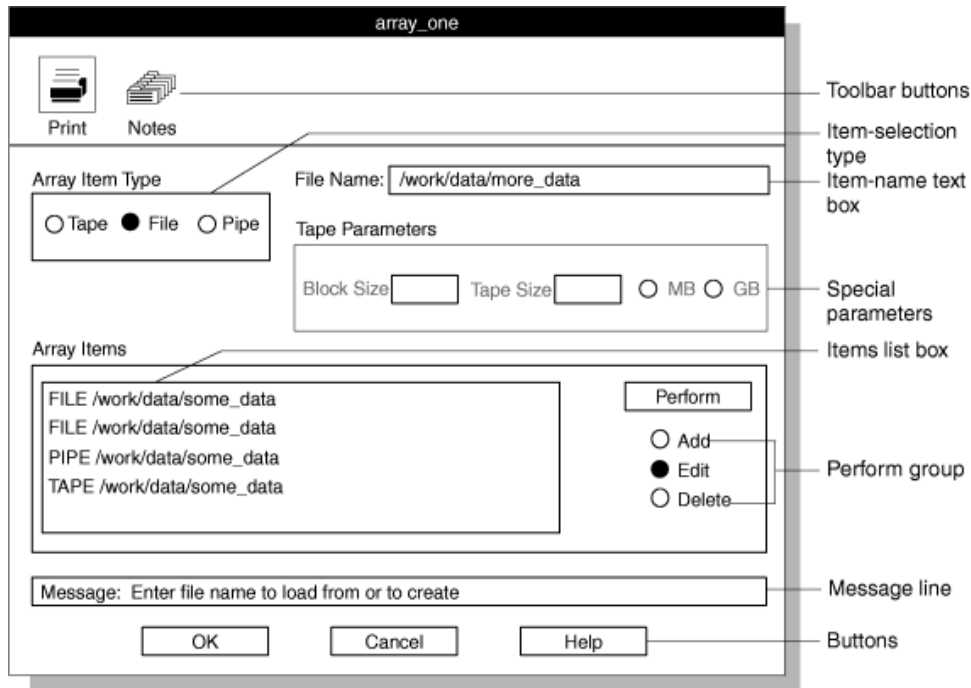 array_one
Print Notes
Toolbar buttons
Item-selection
type
Array Item Type
File Name: /work/data/more_data
Item-name text
box
Tape File Pipe
Tape Parameters
Block Size Tape Size MB GB
Special
parameters
Array Items
Items list box
FILE /work/data/some_data
FILE /work/data/some_data
PIPE /work/data/some_data
TAPE /work/data/some_data
Perform
Add
Edit
Delete
Perform group
Message: Enter file name to load from or to create
Message line
OK Cancel Help
Buttons